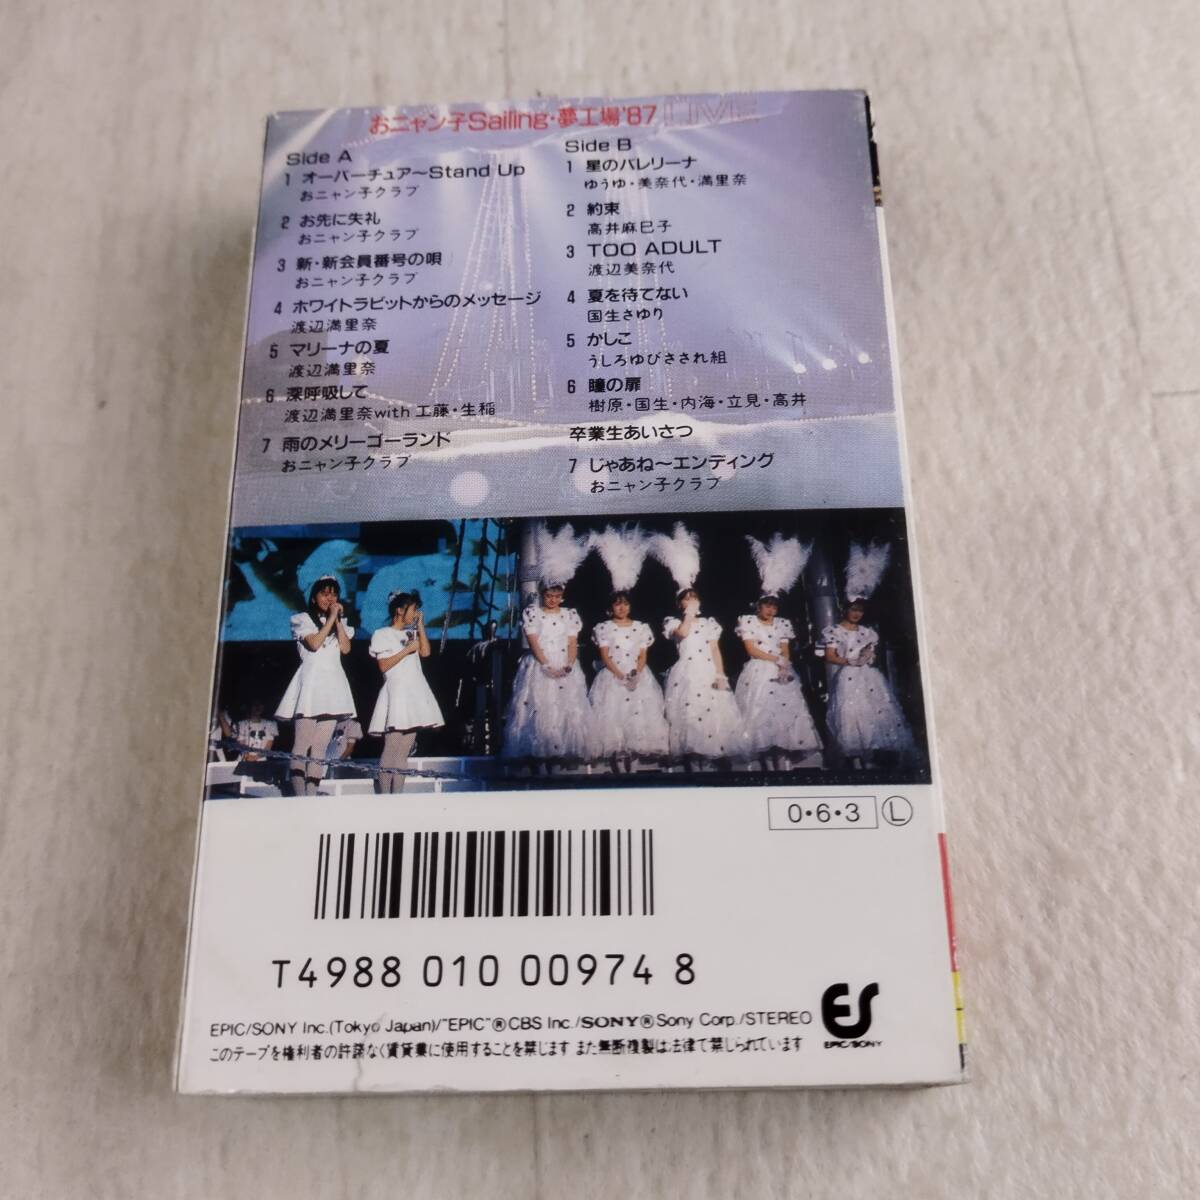 おニャン子Sailing・夢工場'87 LIVE
Side A
1 オーバーチュア〜Stand Up
おニャン子クラブ
2 お先に失礼
おニャン子クラブ
3 新・新会員番号の唄
おニャン子クラブ
4 ホワイトラビットからのメッセージ
渡辺満里奈
5 マリーナの夏
渡辺満里奈
6 深呼吸して
渡辺満里奈with 工藤・生稲
7 雨のメリーゴーランド
おニャン子クラブ
Side B
1 星のバレリーナ
ゆうゆ・美奈代・満里奈
2 約束
高井麻巳子
3 TOO ADULT
渡辺美奈代
4 夏を待てない
国生さゆり
5 かしこ
うしろゆびさされ組
6 瞳の扉
樹原・国生・内海・立見・高井
卒業生あいさつ
7 じゃあね〜エンディング
おニャン子クラブ
0・6・3 Ⓛ
T4988 010 00974 8
EPIC/SONY Inc.(Tokyo Japan)/"EPIC"® CBS Inc./SONY® Sony Corp./STEREO
このテープを権利者の許諾なく賃貸業に使用することを禁じます また無断複製は法律で禁じられています
ES
EPIC/SONY